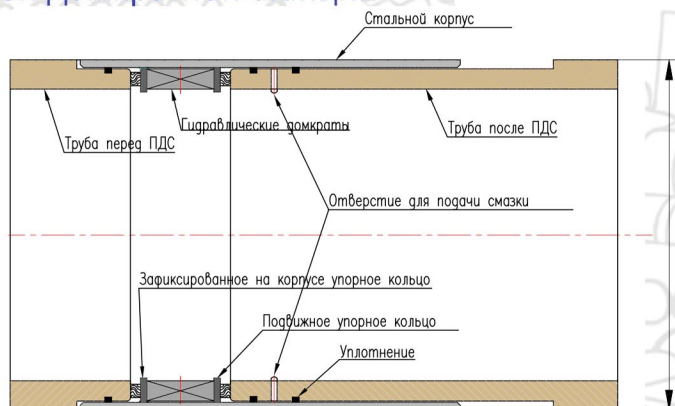 Стальной корпус
Гидравлические домкраты
Труба перед ПДС
Труба после ПДС
Отверстие для подачи смазки
Зафиксированное на корпусе упорное кольцо
Подвижное упорное кольцо
Уплотнение